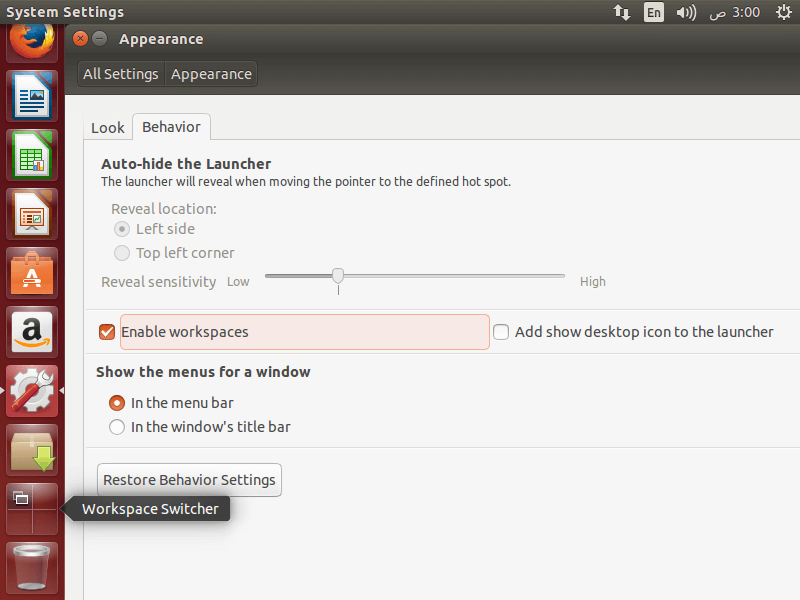 System Settings
En
ص 3:00
Appearance
All Settings
Appearance
Look
Behavior
Auto-hide the Launcher
The launcher will reveal when moving the pointer to the defined hot spot.
Reveal location:
Left side
Top left corner
Reveal sensitivity
Low
High
Enable workspaces
Add show desktop icon to the launcher
Show the menus for a window
In the menu bar
In the window's title bar
Restore Behavior Settings
Workspace Switcher